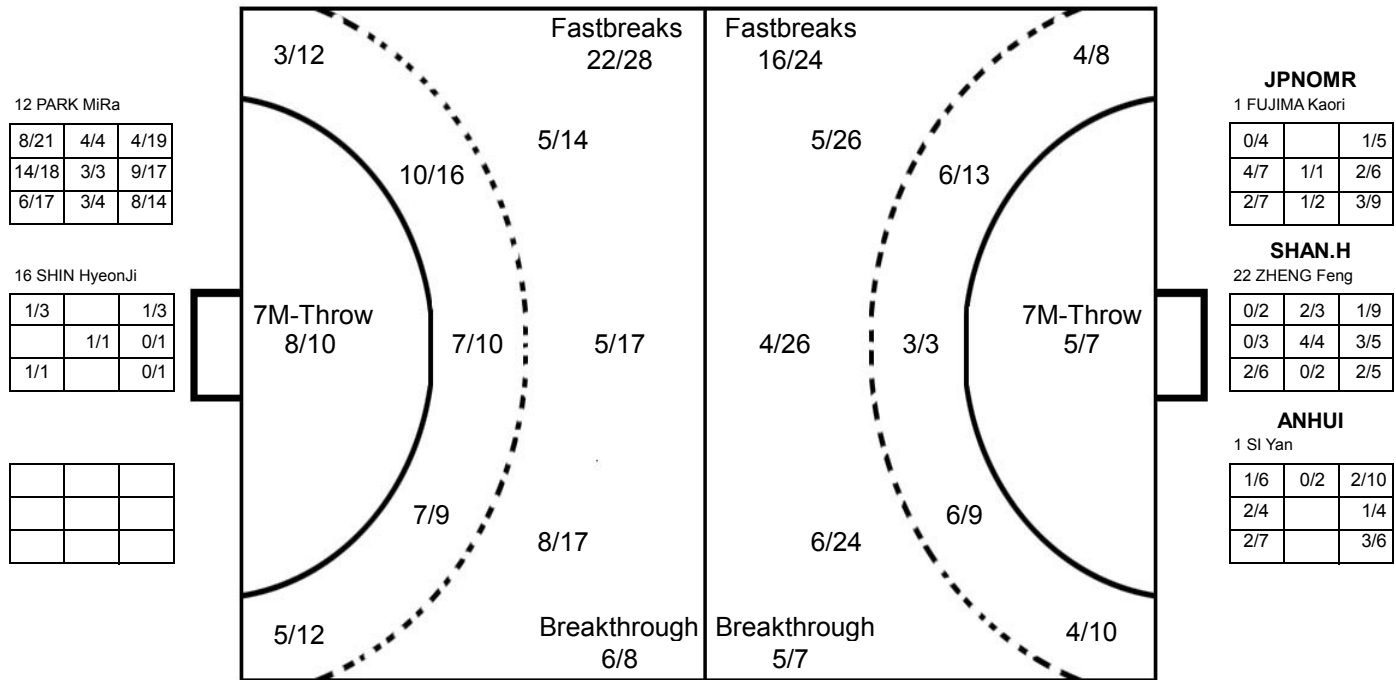 Fastbreaks Fastbreaks
3/12 22/28 16/24 4/8
12 PARK MiRa
8/21 4/4 4/19
14/18 3/3 9/17
6/17 3/4 8/14
16 SHIN HyeonJi
1/3 1/3
1/1 0/1
1/1 0/1
5/14 5/26
10/16 6/13
7M-Throw 7M-Throw
8/10 7/10 5/17 4/26 3/3 5/7
7/9 6/9
8/17 6/24
Breakthrough Breakthrough
5/12 6/8 5/7 4/10
JPNOMR
1 FUJIMA Kaori
0/4 1/5
4/7 1/1 2/6
2/7 1/2 3/9
SHAN.H
22 ZHENG Feng
0/2 2/3 1/9
0/3 4/4 3/5
2/6 0/2 2/5
ANHUI
1 SI Yan
1/6 0/2 2/10
2/4 1/4
2/7 3/6